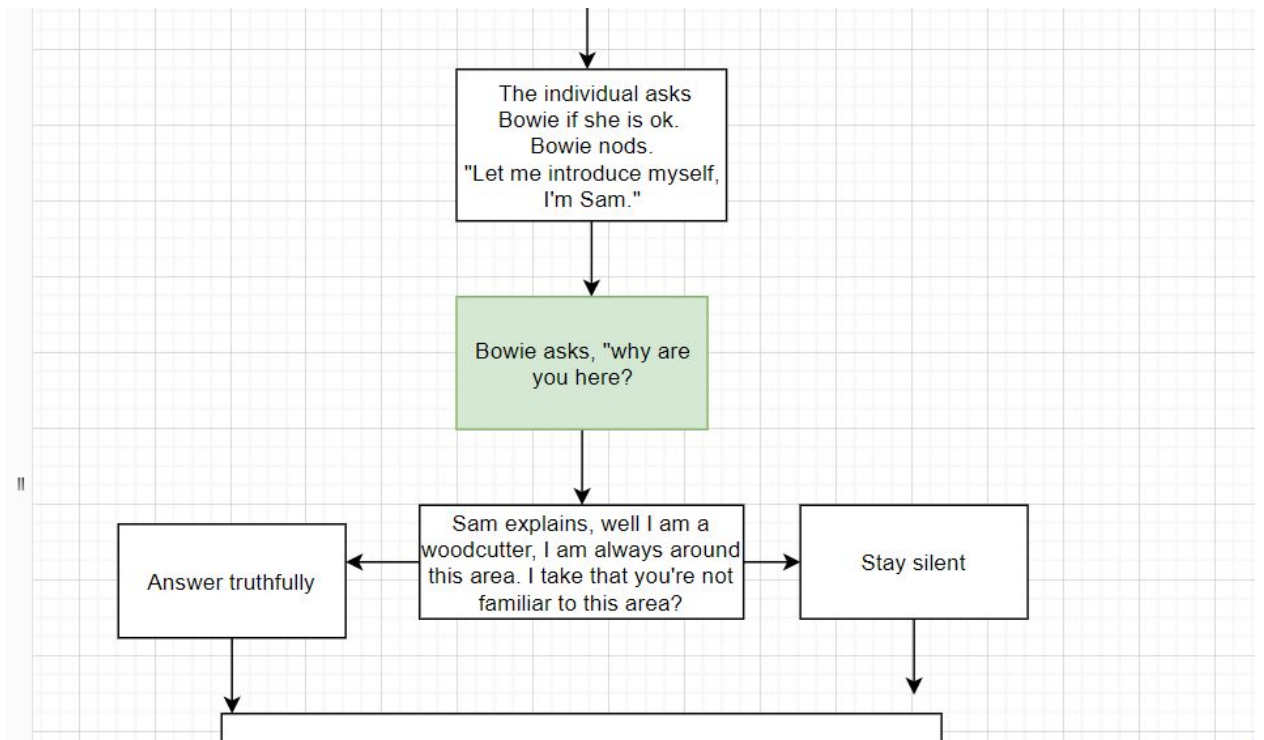 The individual asks
Bowie if she is ok.
Bowie nods.
"Let me introduce myself,
I'm Sam."
Bowie asks, "why are
you here?
Sam explains, well I am a
woodcutter, I am always around
this area. I take that you're not
familiar to this area?
Answer truthfully
Stay silent